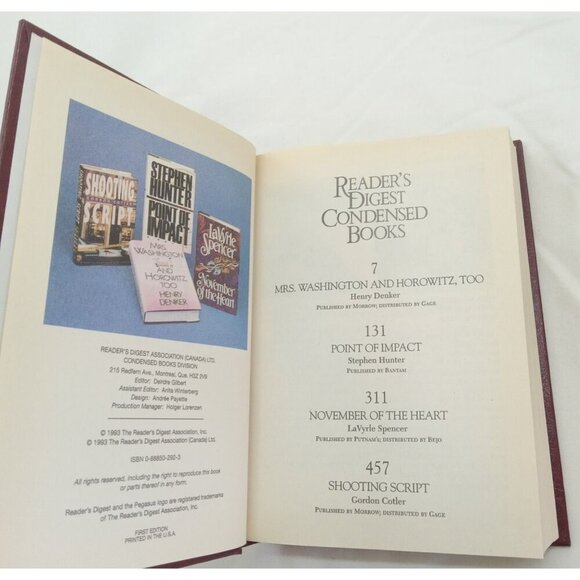 SHOOTING
GORDON COTLER
SCRIPT
STEPHEN
HUNTER
POINT OF
IMPACT
LaVyrle
Spencer
November
of the Heart
MRS.
WASHINGTON
AND
HOROWITZ,
TOO
HENRY
DENKER
READER'S DIGEST ASSOCIATION (CANADA) LTD.
CONDENSED BOOKS DIVISION
215 Redfern Ave., Montreal, Que. H3Z 2V9
Editor: Deirdre Gilbert
Assistant Editor: Anita Winterberg
Design: Andrée Payette
Production Manager: Holger Lorenzen
© 1993 The Reader's Digest Association, Inc.
© 1993 The Reader's Digest Association (Canada) Ltd.
ISBN 0-88850-292-3
All rights reserved, including the right to reproduce this book
or parts thereof in any form.
Reader's Digest and the Pegasus logo are registered trademarks
of The Reader's Digest Association, Inc.
FIRST EDITION
PRINTED IN THE U.S.A.
READER'S
DIGEST
CONDENSED
BOOKS
7
MRS. WASHINGTON AND HOROWITZ, TOO
Henry Denker
PUBLISHED BY MORROW; DISTRIBUTED BY GAGE
131
POINT OF IMPACT
Stephen Hunter
PUBLISHED BY BANTAM
311
NOVEMBER OF THE HEART
LaVyrle Spencer
PUBLISHED BY PUTNAM; DISTRIBUTED BY BEJO
457
SHOOTING SCRIPT
Gordon Cotler
PUBLISHED BY MORROW; DISTRIBUTED BY GAGE